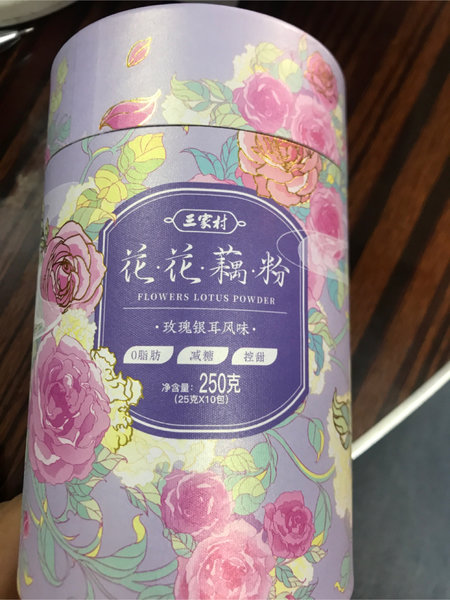 三家村
花·花·藕·粉
FLOWERS LOTUS POWDER
·玫瑰银耳风味·
0脂肪 减糖 控钠
净含量: 250克
(25克X10包)